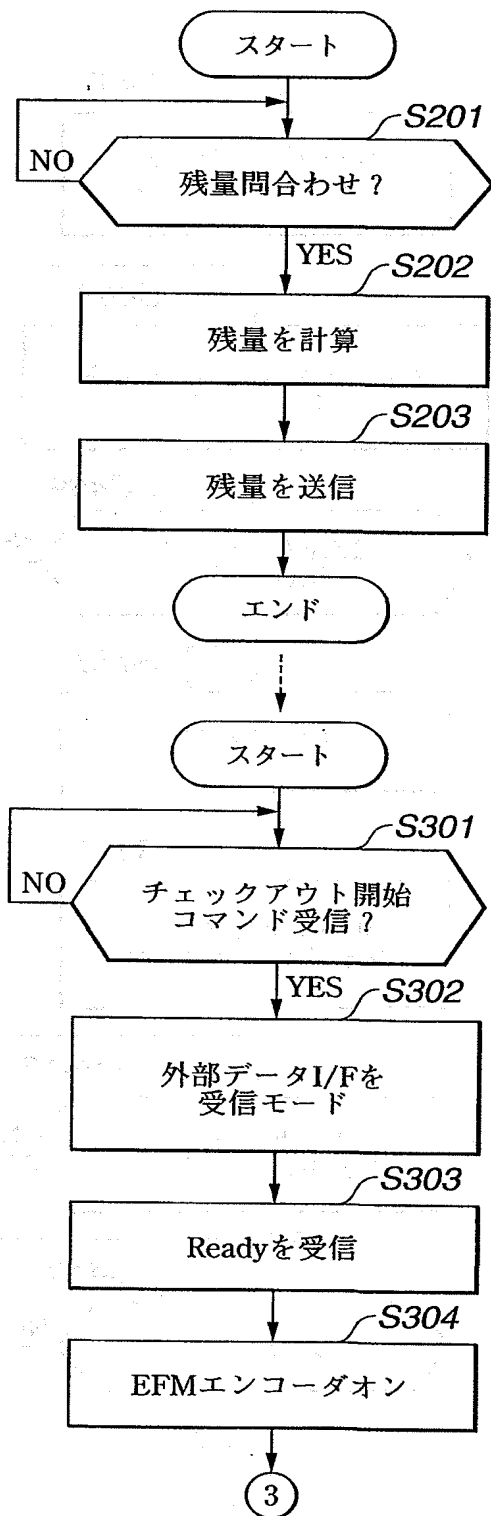 スタート
S201
NO
残量問合わせ?
YES
S202
残量を計算
S203
残量を送信
エンド
スタート
S301
NO
チェックアウト開始
コマンド受信?
YES
S302
外部データI/Fを
受信モード
S303
Readyを受信
S304
EFMエンコーダオン
3